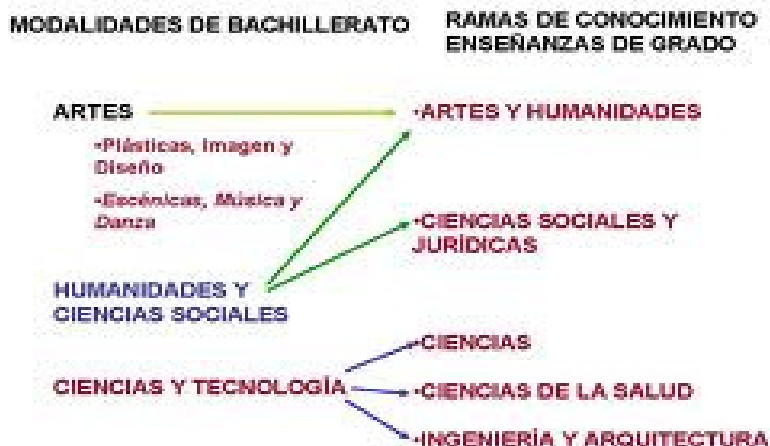 MODALIDADES DE BACHILLERATO
RAMAS DE CONOCIMIENTO
ENSEÑANZAS DE GRADO
ARTES
•Plásticas, Imagen y
Diseño
•Escénicas, Música y
Danza
HUMANIDADES Y
CIENCIAS SOCIALES
CIENCIAS Y TECNOLOGÍA
•ARTES Y HUMANIDADES
•CIENCIAS SOCIALES Y
JURÍDICAS
•CIENCIAS
•CIENCIAS DE LA SALUD
•INGENIERÍA Y ARQUITECTURA